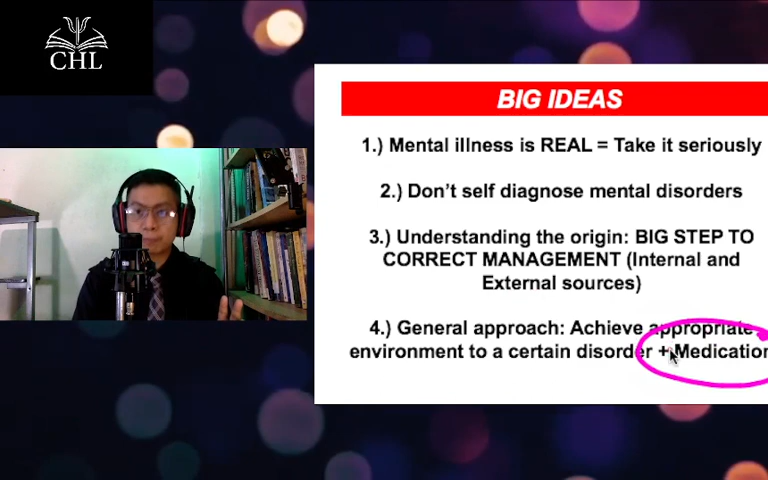 CHL
BIG IDEAS
1.) Mental illness is REAL = Take it seriously
2.) Don't self diagnose mental disorders
3.) Understanding the origin: BIG STEP TO
CORRECT MANAGEMENT (Internal and
External sources)
4.) General approach: Achieve appropriate
environment to a certain disorder + Medication